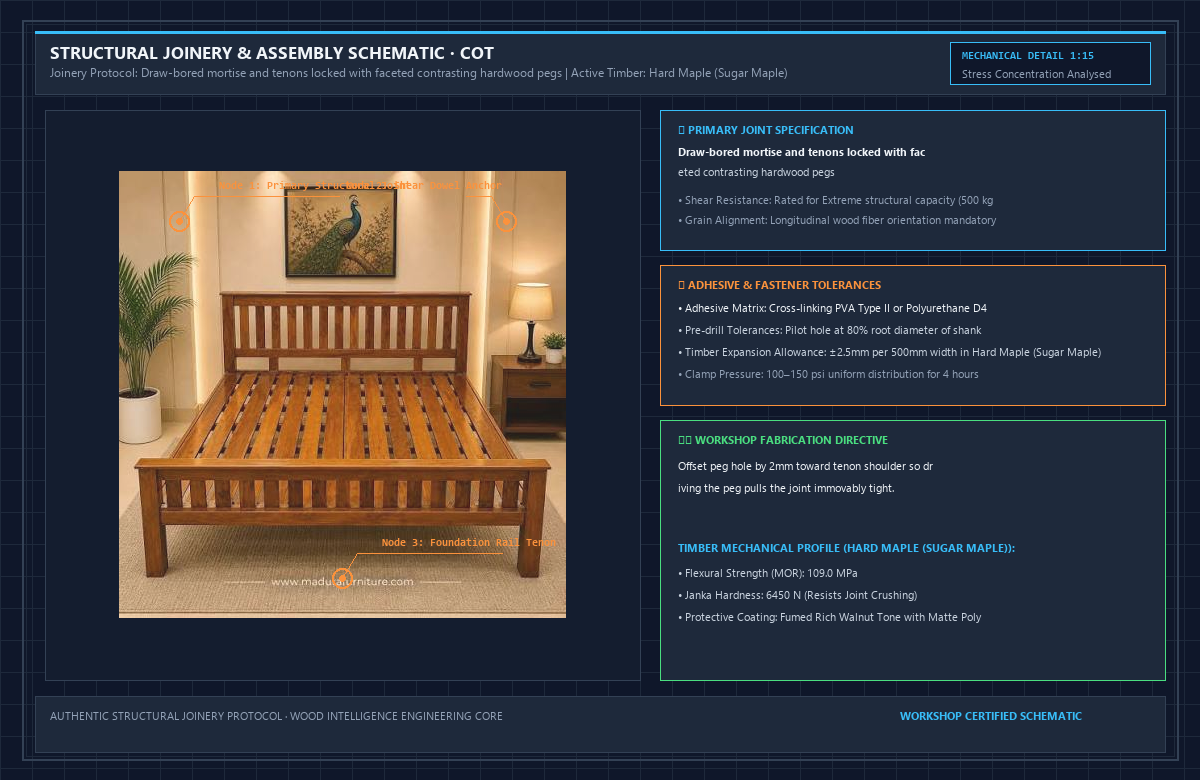 STRUCTURAL JOINERY & ASSEMBLY SCHEMATIC · COT
Joinery Protocol: Draw-bored mortise and tenons locked with faceted contrasting hardwood pegs | Active Timber: Hard Maple (Sugar Maple)
MECHANICAL DETAIL 1:15
Stress Concentration Analysed
Node 1: Primary Structural
Shear Dowel Anchor
Node 3: Foundation Rail Tenon
www.madurafurniture.com
PRIMARY JOINT SPECIFICATION
Draw-bored mortise and tenons locked with fac
eted contrasting hardwood pegs
• Shear Resistance: Rated for Extreme structural capacity (500 kg
• Grain Alignment: Longitudinal wood fiber orientation mandatory
ADHESIVE & FASTENER TOLERANCES
• Adhesive Matrix: Cross-linking PVA Type II or Polyurethane D4
• Pre-drill Tolerances: Pilot hole at 80% root diameter of shank
• Timber Expansion Allowance: ±2.5mm per 500mm width in Hard Maple (Sugar Maple)
• Clamp Pressure: 100–150 psi uniform distribution for 4 hours
WORKSHOP FABRICATION DIRECTIVE
Offset peg hole by 2mm toward tenon shoulder so dr
iving the peg pulls the joint immovably tight.
TIMBER MECHANICAL PROFILE (HARD MAPLE (SUGAR MAPLE)):
• Flexural Strength (MOR): 109.0 MPa
• Janka Hardness: 6450 N (Resists Joint Crushing)
• Protective Coating: Fumed Rich Walnut Tone with Matte Poly
AUTHENTIC STRUCTURAL JOINERY PROTOCOL · WOOD INTELLIGENCE ENGINEERING CORE
WORKSHOP CERTIFIED SCHEMATIC